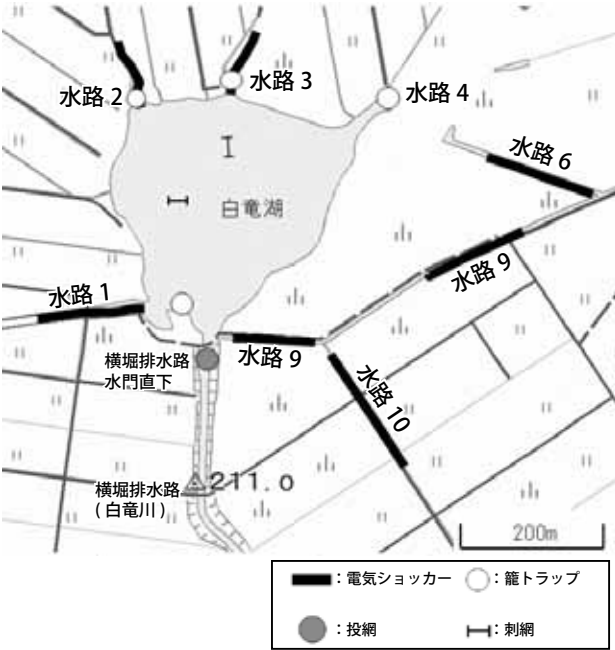 水路 2
水路 3
水路 4
水路 6
白竜湖
水路 9
水路 1
横堀排水路
水門直下
水路 9
水路 10
横堀排水路
(白竜川)
211.0
200m
：電気ショッカー
：籠トラップ
：投網
：刺網